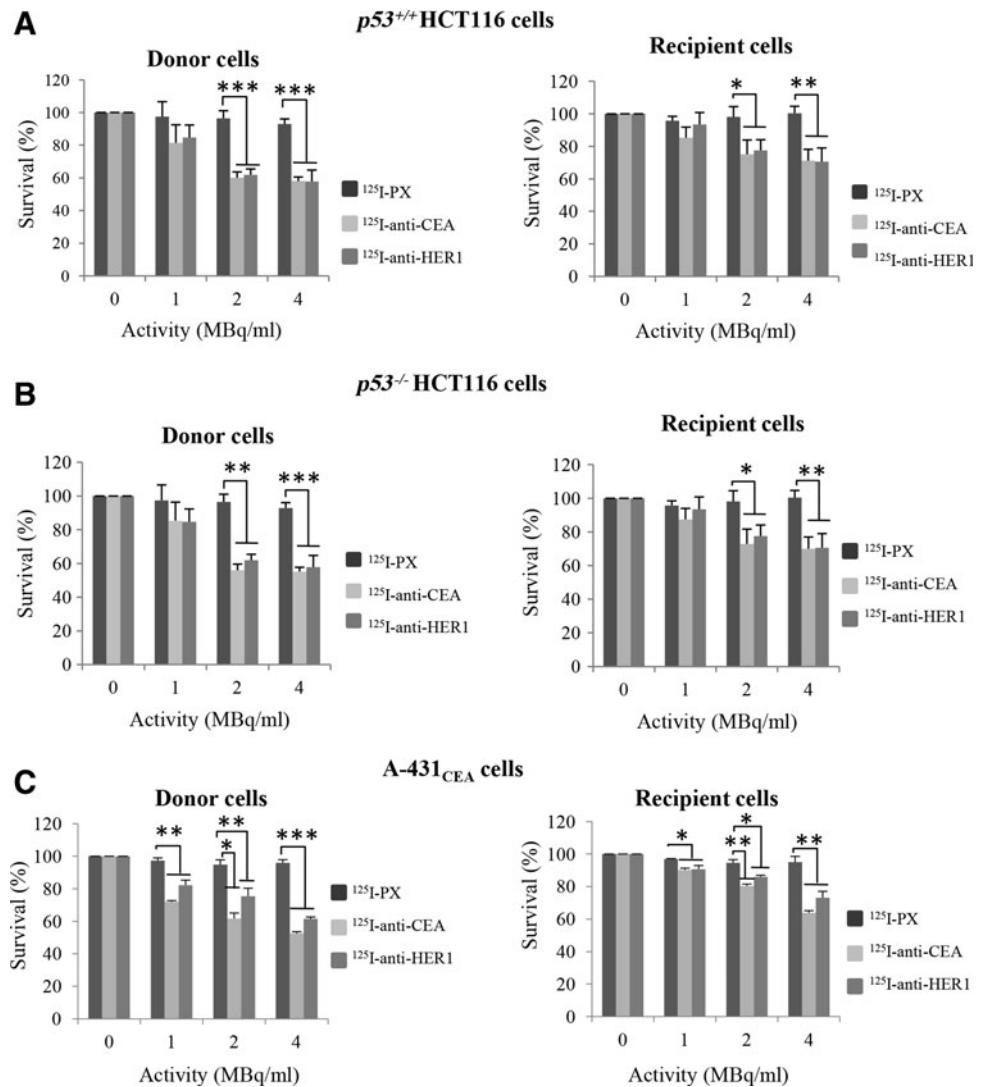 A
p53+/+ HCT116 cells
Donor cells
Survival (%)
120
100
80
60
40
20
0
*** ***
0 1 2 4
Activity (MBq/ml)
125I-PX
125I-anti-CEA
125I-anti-HER1
Recipient cells
Survival (%)
120
100
80
60
40
20
0
* **
0 1 2 4
Activity (MBq/ml)
125I-PX
125I-anti-CEA
125I-anti-HER1
B
p53-/- HCT116 cells
Donor cells
Survival (%)
120
100
80
60
40
20
0
** ***
0 1 2 4
Activity (MBq/ml)
125I-PX
125I-anti-CEA
125I-anti-HER1
Recipient cells
Survival (%)
120
100
80
60
40
20
0
* **
0 1 2 4
Activity (MBq/ml)
125I-PX
125I-anti-CEA
125I-anti-HER1
C
A-431CEA cells
Donor cells
Survival (%)
120
100
80
60
40
20
0
** ** * ***
0 1 2 4
Activity (MBq/ml)
125I-PX
125I-anti-CEA
125I-anti-HER1
Recipient cells
Survival (%)
120
100
80
60
40
20
0
* * ** **
0 1 2 4
Activity (MBq/ml)
125I-PX
125I-anti-CEA
125I-anti-HER1